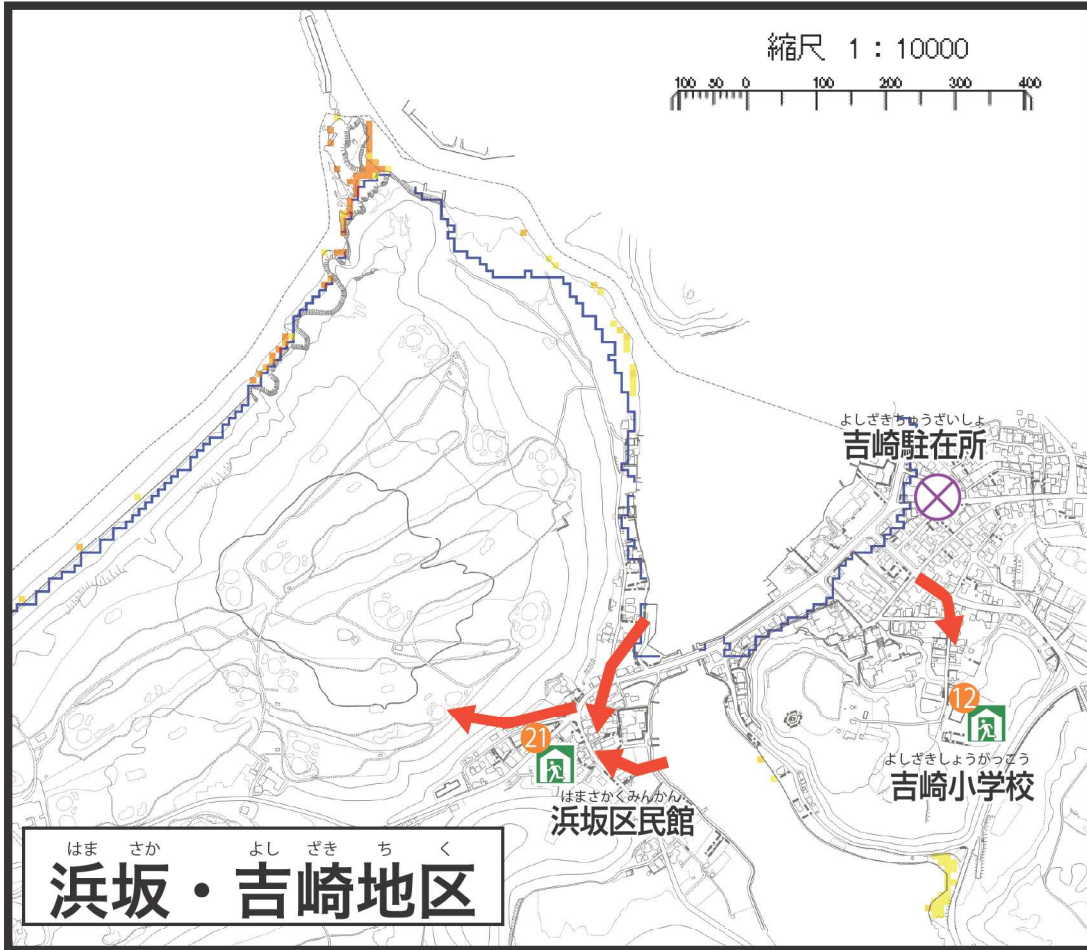 縮尺 1：10000
100 50 0 100 200 300 400
よしざきちゅうざいしょ
吉崎駐在所
12
よしざきしょうがっこう
吉崎小学校
21
はまさかくみんかん
浜坂区民館
はま さか よし ざき ち く
浜坂・吉崎地区